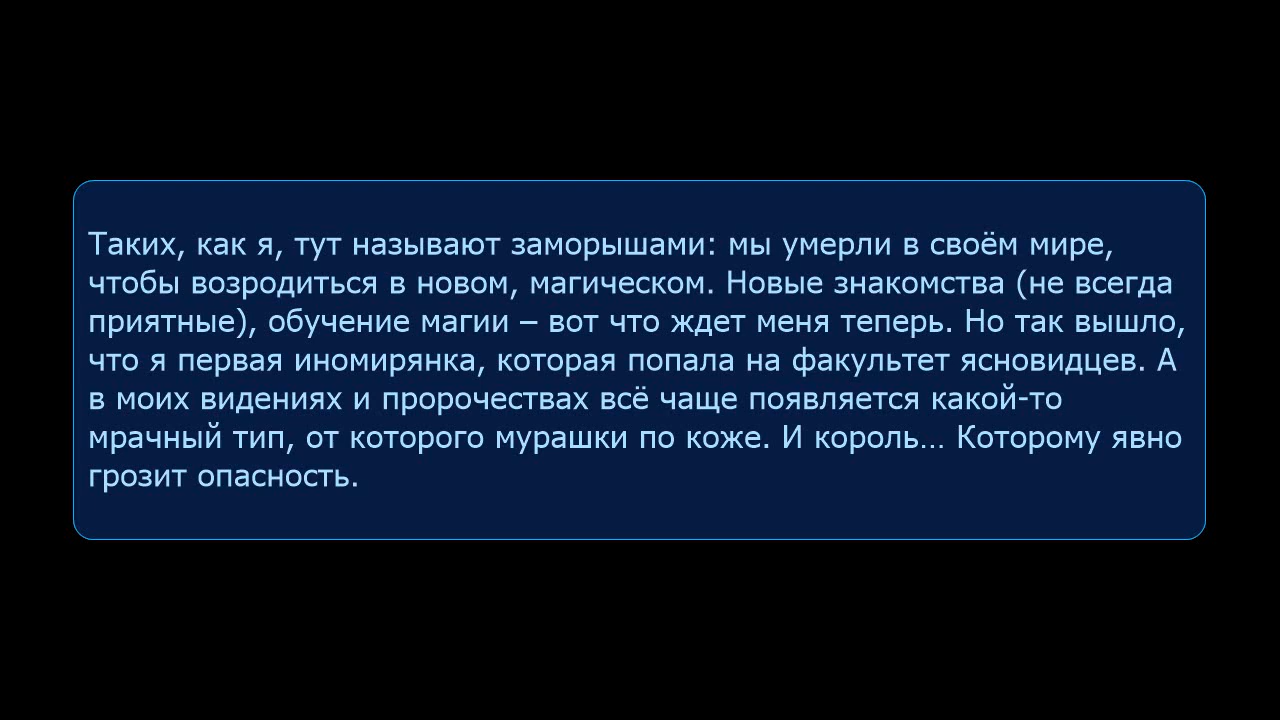 Таких, как я, тут называют заморышами: мы умерли в своём мире,
чтобы возродиться в новом, магическом. Новые знакомства (не всегда
приятные), обучение магии – вот что ждет меня теперь. Но так вышло,
что я первая иномирянка, которая попала на факультет ясновидцев. А
в моих видениях и пророчествах всё чаще появляется какой-то
мрачный тип, от которого мурашки по коже. И король… Которому явно
грозит опасность.